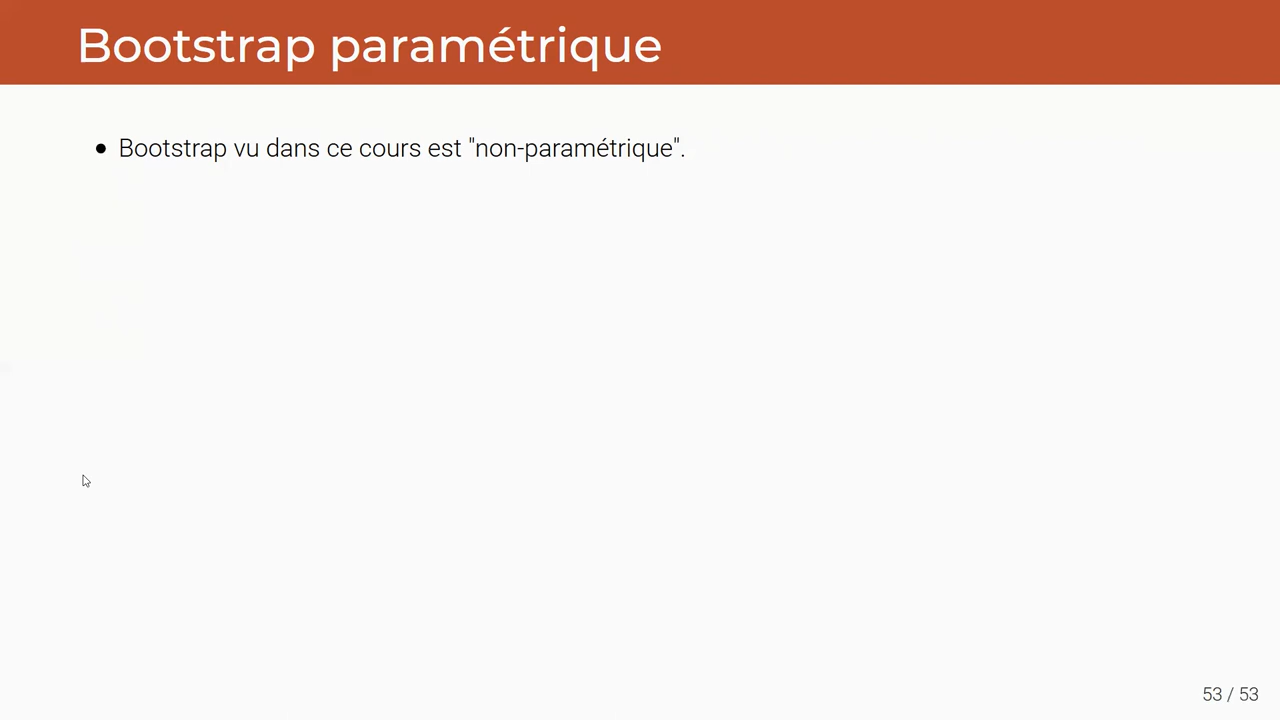 Bootstrap paramétrique
● Bootstrap vu dans ce cours est "non-paramétrique".
53 / 53